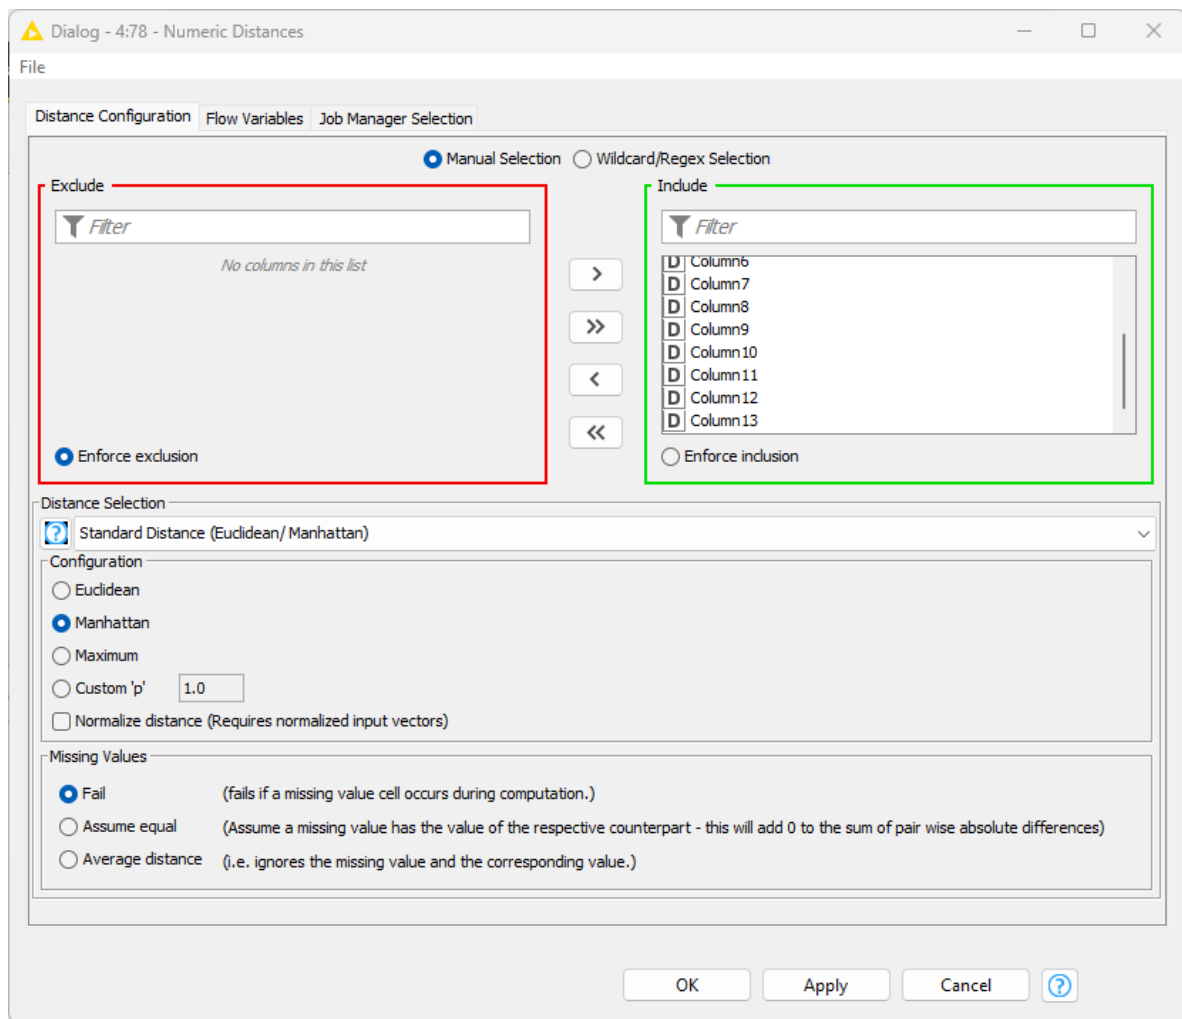 Dialog - 4:78 - Numeric Distances
File
Distance Configuration Flow Variables Job Manager Selection
Manual Selection Wildcard/Regex Selection
Exclude
Filter
No columns in this list
Enforce exclusion
>
>>
<
<<
Include
Filter
D Column6
D Column7
D Column8
D Column9
D Column10
D Column11
D Column12
D Column13
Enforce inclusion
Distance Selection
? Standard Distance (Euclidean/ Manhattan)
Configuration
Euclidean
Manhattan
Maximum
Custom 'p' 1.0
Normalize distance (Requires normalized input vectors)
Missing Values
Fail (fails if a missing value cell occurs during computation.)
Assume equal (Assume a missing value has the value of the respective counterpart - this will add 0 to the sum of pair wise absolute differences)
Average distance (i.e. ignores the missing value and the corresponding value.)
OK Apply Cancel ?